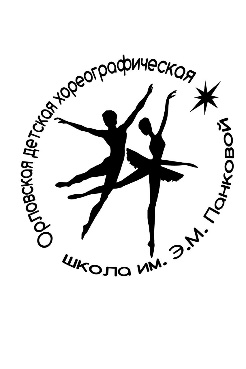 Орловская детская хореографическая
школа им. Э.М. Панковой